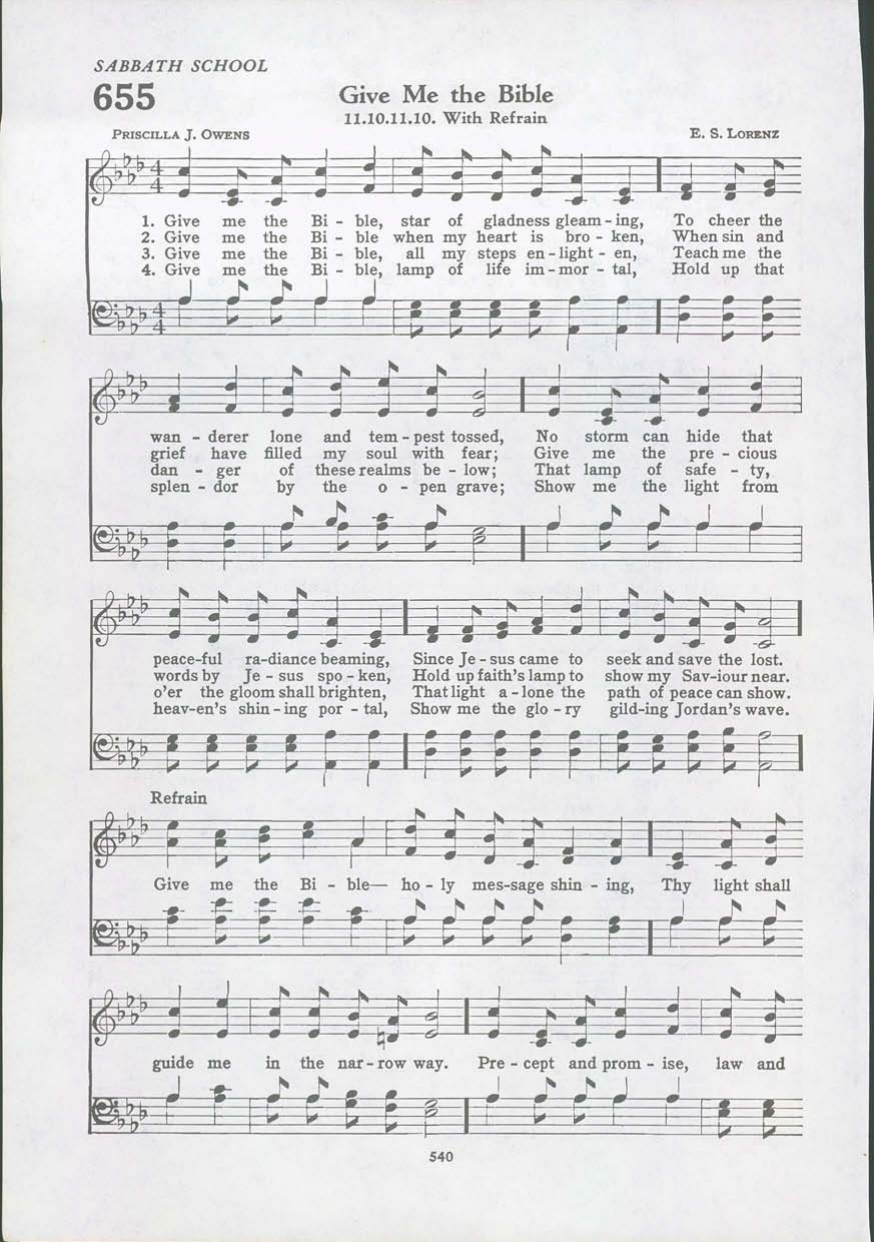 SABBATH SCHOOL
655
Give Me the Bible
11.10.11.10. With Refrain
PRISCILLA J. OWENS E. S. LORENZ
1. Give me the Bi - ble, star of gladness gleam - ing, To cheer the
2. Give me the Bi - ble when my heart is bro - ken, When sin and
3. Give me the Bi - ble, all my steps en - light - en, Teach me the
4. Give me the Bi - ble, lamp of life im - mor - tal, Hold up that
wan - derer lone and tem - pest tossed, No storm can hide that
grief have filled my soul with fear; Give me the pre - cious
dan - ger of these realms be - low; That lamp of safe - ty,
splen - dor by the o - pen grave; Show me the light from
peace-ful ra-diance beaming, Since Je - sus came to seek and save the lost.
words by Je - sus spo - ken, Hold up faith's lamp to show my Sav-iour near.
o'er the gloom shall brighten, That light a - lone the path of peace can show.
heav-en's shin - ing por - tal, Show me the glo - ry gild-ing Jordan's wave.
Refrain
Give me the Bi - ble— ho - ly mes-sage shin - ing, Thy light shall
guide me in the nar - row way. Pre - cept and prom - ise, law and
540